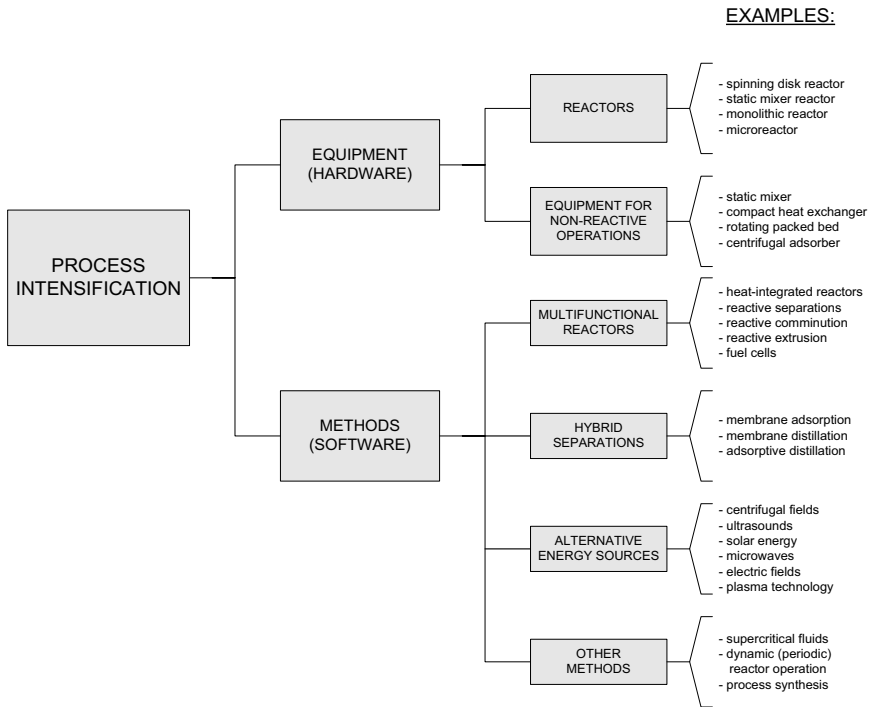 EXAMPLES:
PROCESS
INTENSIFICATION
EQUIPMENT
(HARDWARE)
REACTORS
- spinning disk reactor
- static mixer reactor
- monolithic reactor
- microreactor
EQUIPMENT FOR
NON-REACTIVE
OPERATIONS
- static mixer
- compact heat exchanger
- rotating packed bed
- centrifugal adsorber
METHODS
(SOFTWARE)
MULTIFUNCTIONAL
REACTORS
- heat-integrated reactors
- reactive separations
- reactive comminution
- reactive extrusion
- fuel cells
HYBRID
SEPARATIONS
- membrane adsorption
- membrane distillation
- adsorptive distillation
ALTERNATIVE
ENERGY SOURCES
- centrifugal fields
- ultrasounds
- solar energy
- microwaves
- electric fields
- plasma technology
OTHER
METHODS
- supercritical fluids
- dynamic (periodic)
reactor operation
- process synthesis